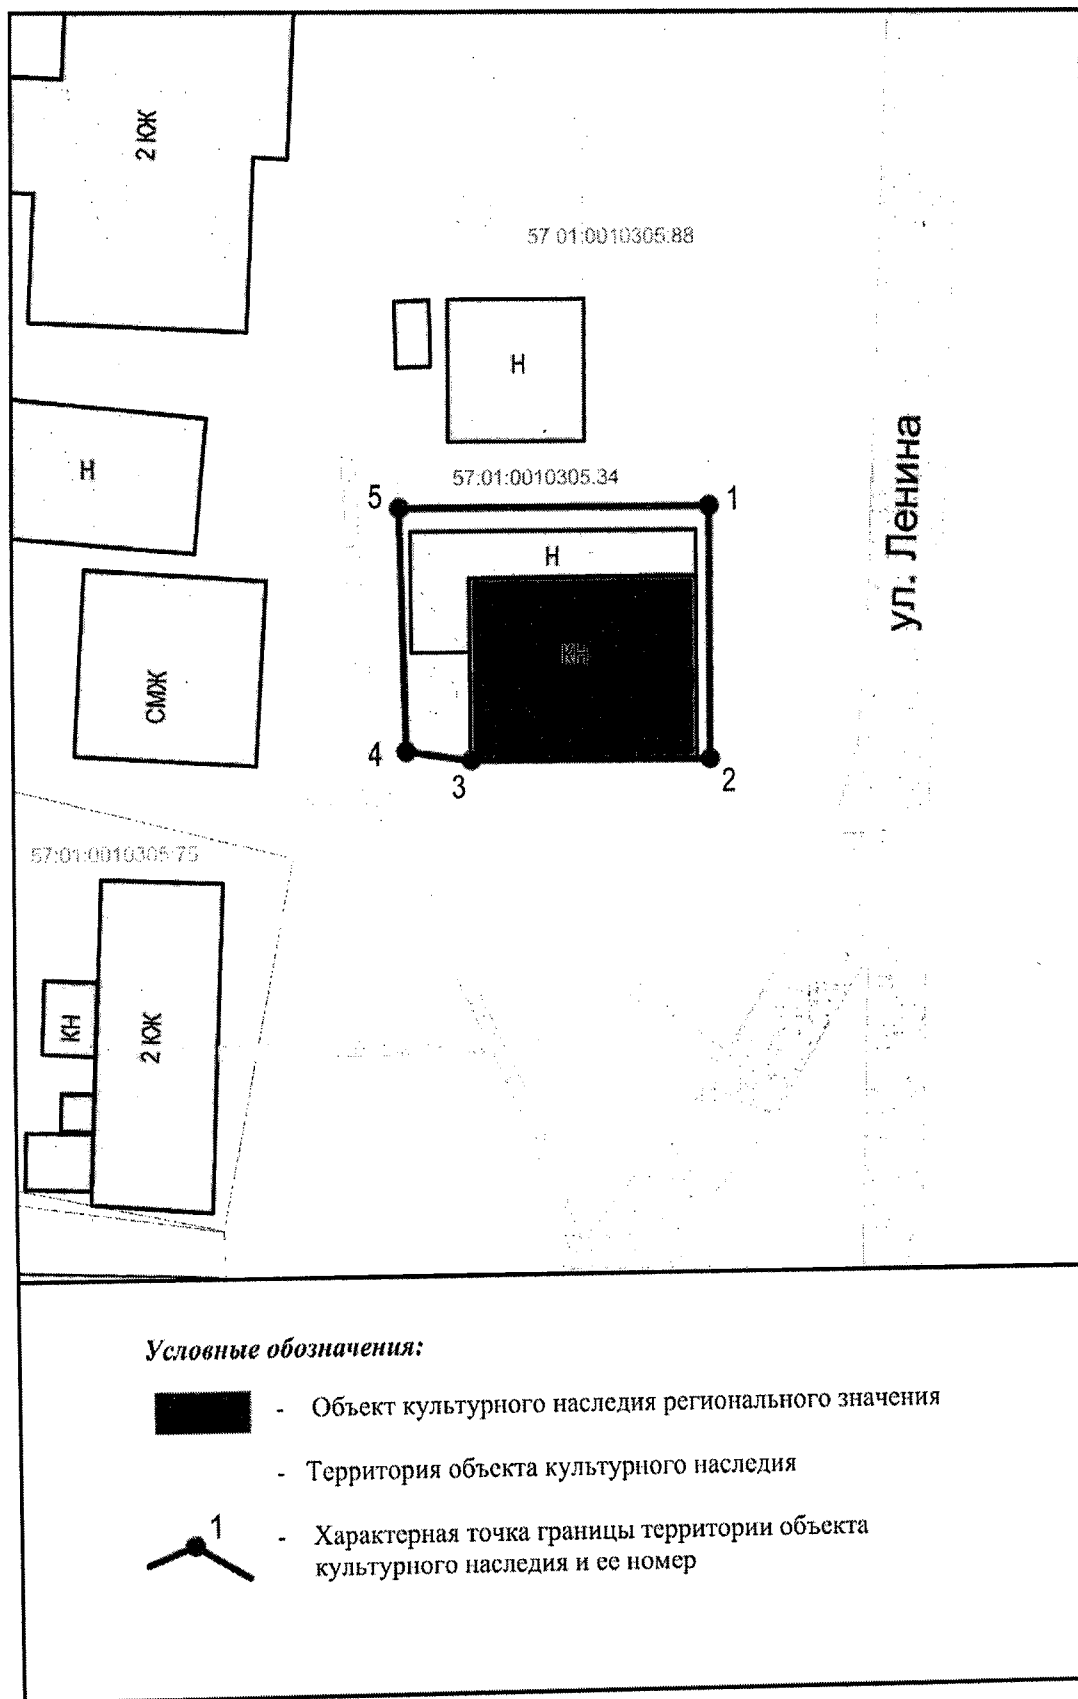 2 КЖ
57 01:0010305:88
Н
ул. Ленина
Н
57:01:0010305.34
5
1
Н
КН
СМЖ
4
3
2
57:01:0010305:75
КН
2 КЖ
Условные обозначения:
- Объект культурного наследия регионального значения
- Территория объекта культурного наследия
1
- Характерная точка границы территории объекта
культурного наследия и ее номер